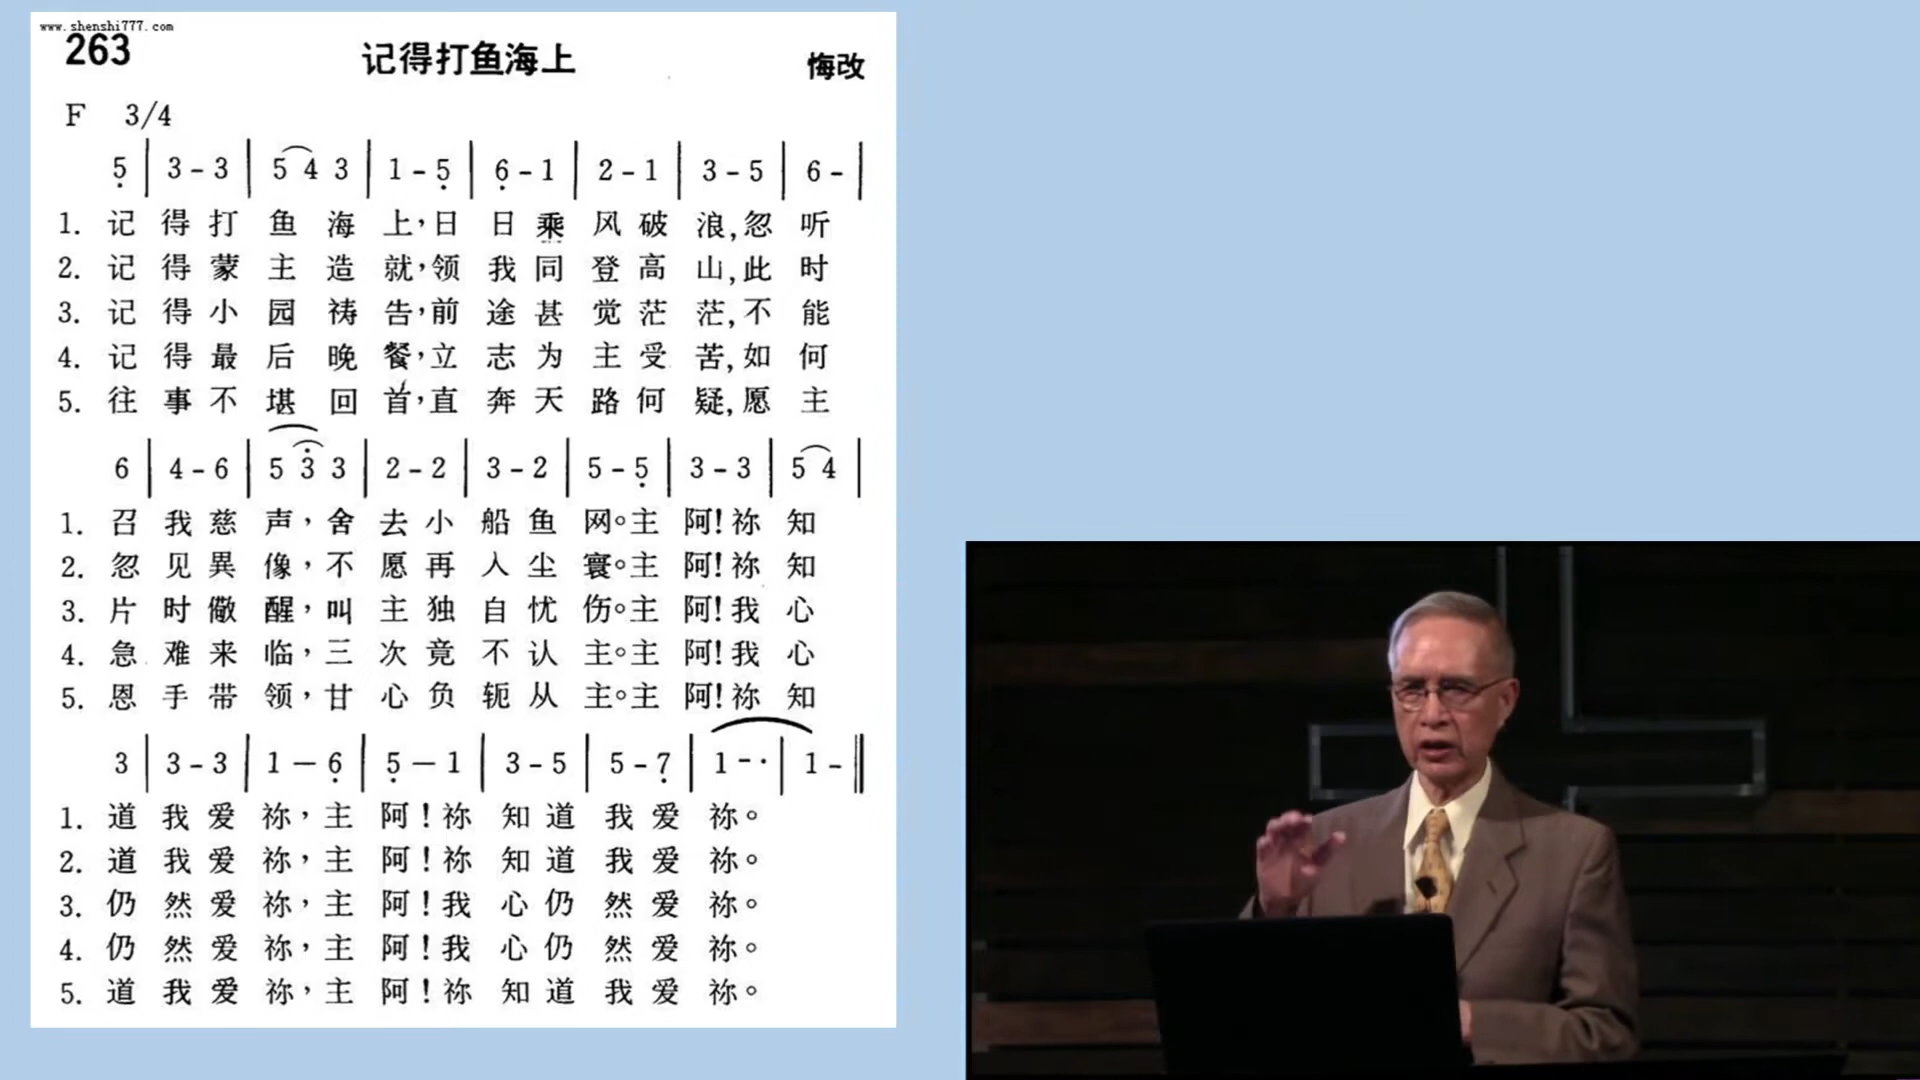 www.shenshi777.com
263 记得打鱼海上 悔改
F 3/4
5̣ | 3 - 3 | 5 4 3 | 1 - 5̣ | 6̣ - 1 | 2 - 1 | 3 - 5 | 6 - |
1. 记得打鱼海上，日日乘风破浪，忽听
2. 记得蒙主造就，领我同登高山，此时
3. 记得小园祷告，前途甚觉茫茫，不能
4. 记得最后晚餐，立志为主受苦，如何
5. 往事不堪回首，直奔天路何疑，愿主
6 | 4 - 6 | 5 3̇ 3 | 2 - 2 | 3 - 2 | 5 - 5̣ | 3 - 3 | 5 4 |
1. 召我慈声，舍去小船鱼网。主阿！祢知
2. 忽见異像，不愿再入尘寰。主阿！祢知
3. 片时儆醒，叫主独自忧伤。主阿！我心
4. 急难来临，三次竟不认主。主阿！我心
5. 恩手带领，甘心负轭从主。主阿！祢知
3 | 3 - 3 | 1 - 6̣ | 5̣ - 1 | 3 - 5 | 5 - 7̣ | 1 - · | 1 - ‖
1. 道我爱祢，主阿！祢知道我爱祢。
2. 道我爱祢，主阿！祢知道我爱祢。
3. 仍然爱祢，主阿！我心仍然爱祢。
4. 仍然爱祢，主阿！我心仍然爱祢。
5. 道我爱祢，主阿！祢知道我爱祢。